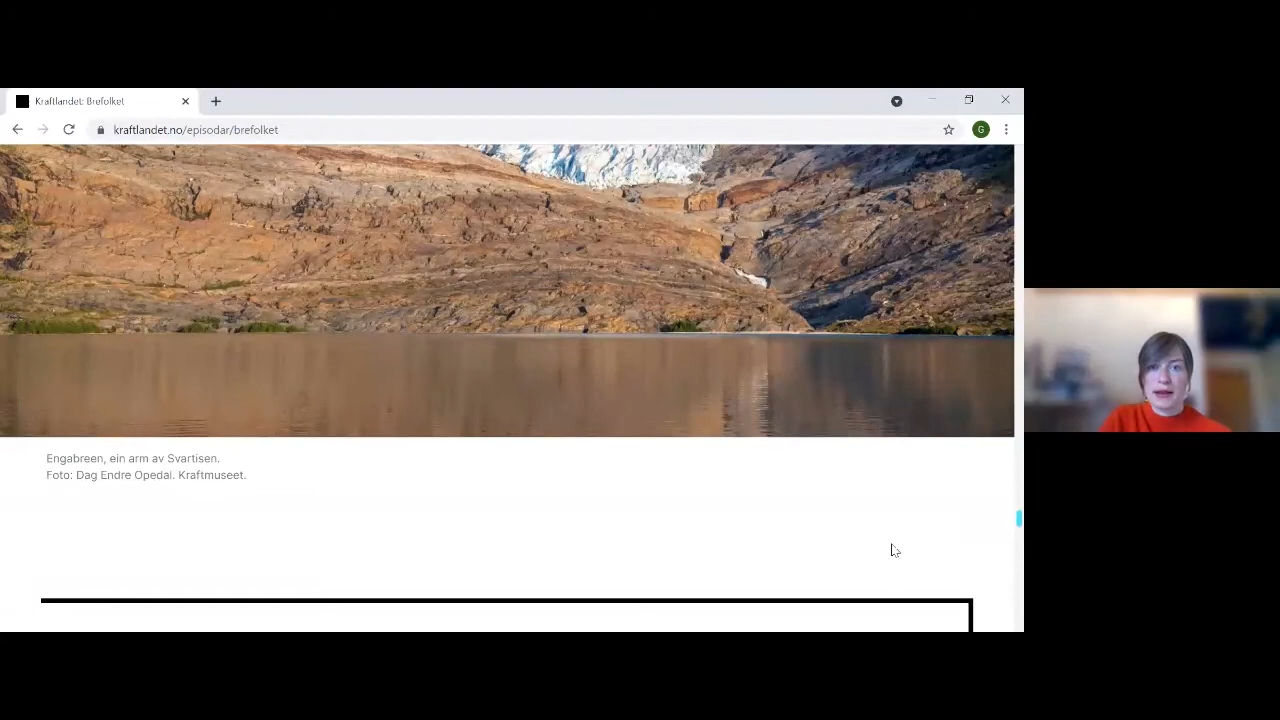 Kraftlandet: Brefolket
kraftlandet.no/episodar/brefolket
G
Engabreen, ein arm av Svartisen.
Foto: Dag Endre Opedal. Kraftmuseet.